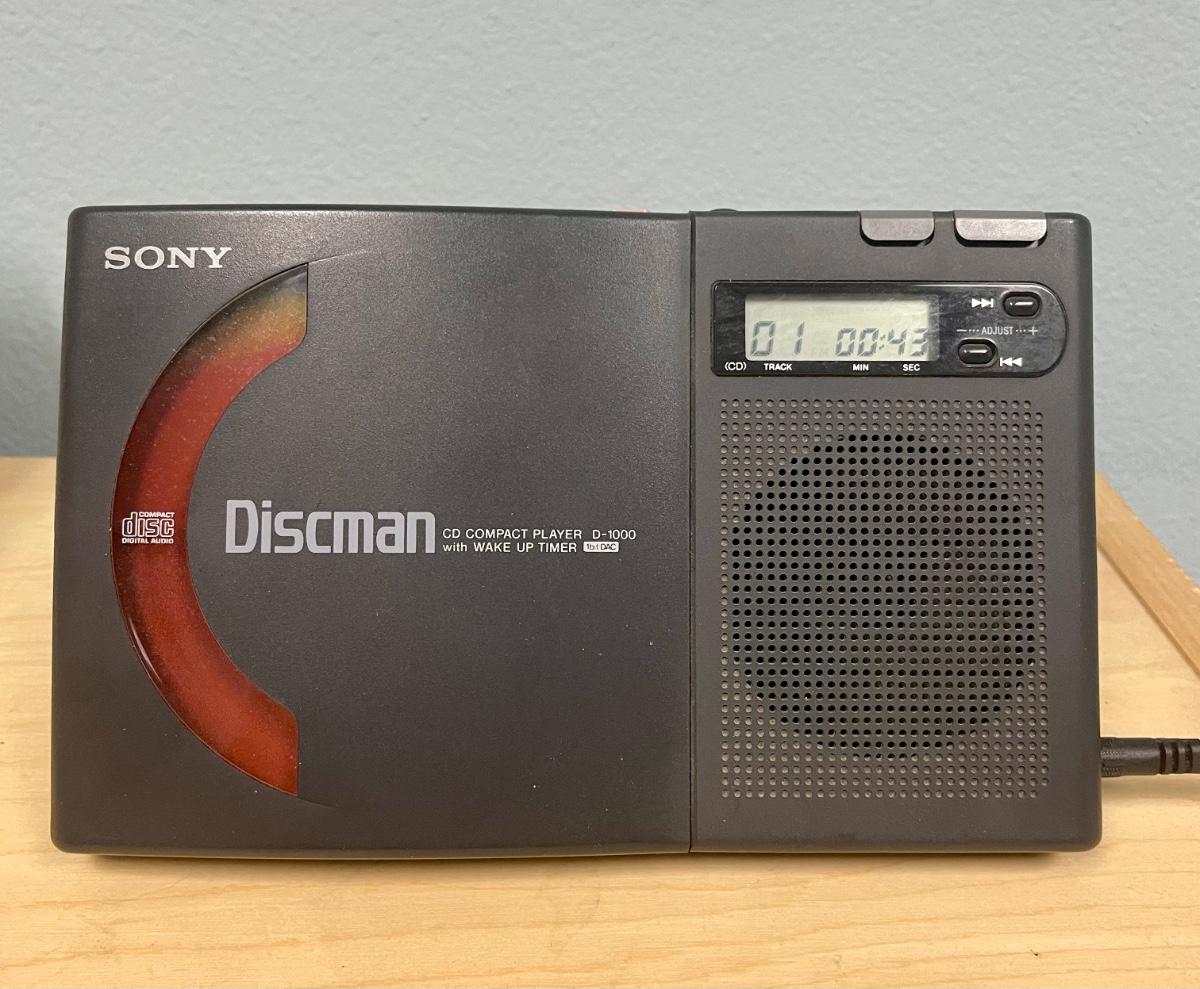 SONY
01 00:43
(CD) TRACK MIN SEC
ADJUST
COMPACT
disc
DIGITAL AUDIO
Discman
CD COMPACT PLAYER D-1000
with WAKE UP TIMER 1bit DAC